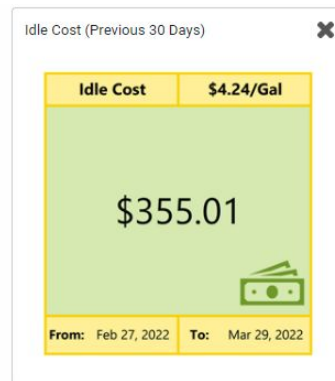 Idle Cost (Previous 30 Days)
Idle Cost $4.24/Gal
$355.01
From: Feb 27, 2022 To: Mar 29, 2022